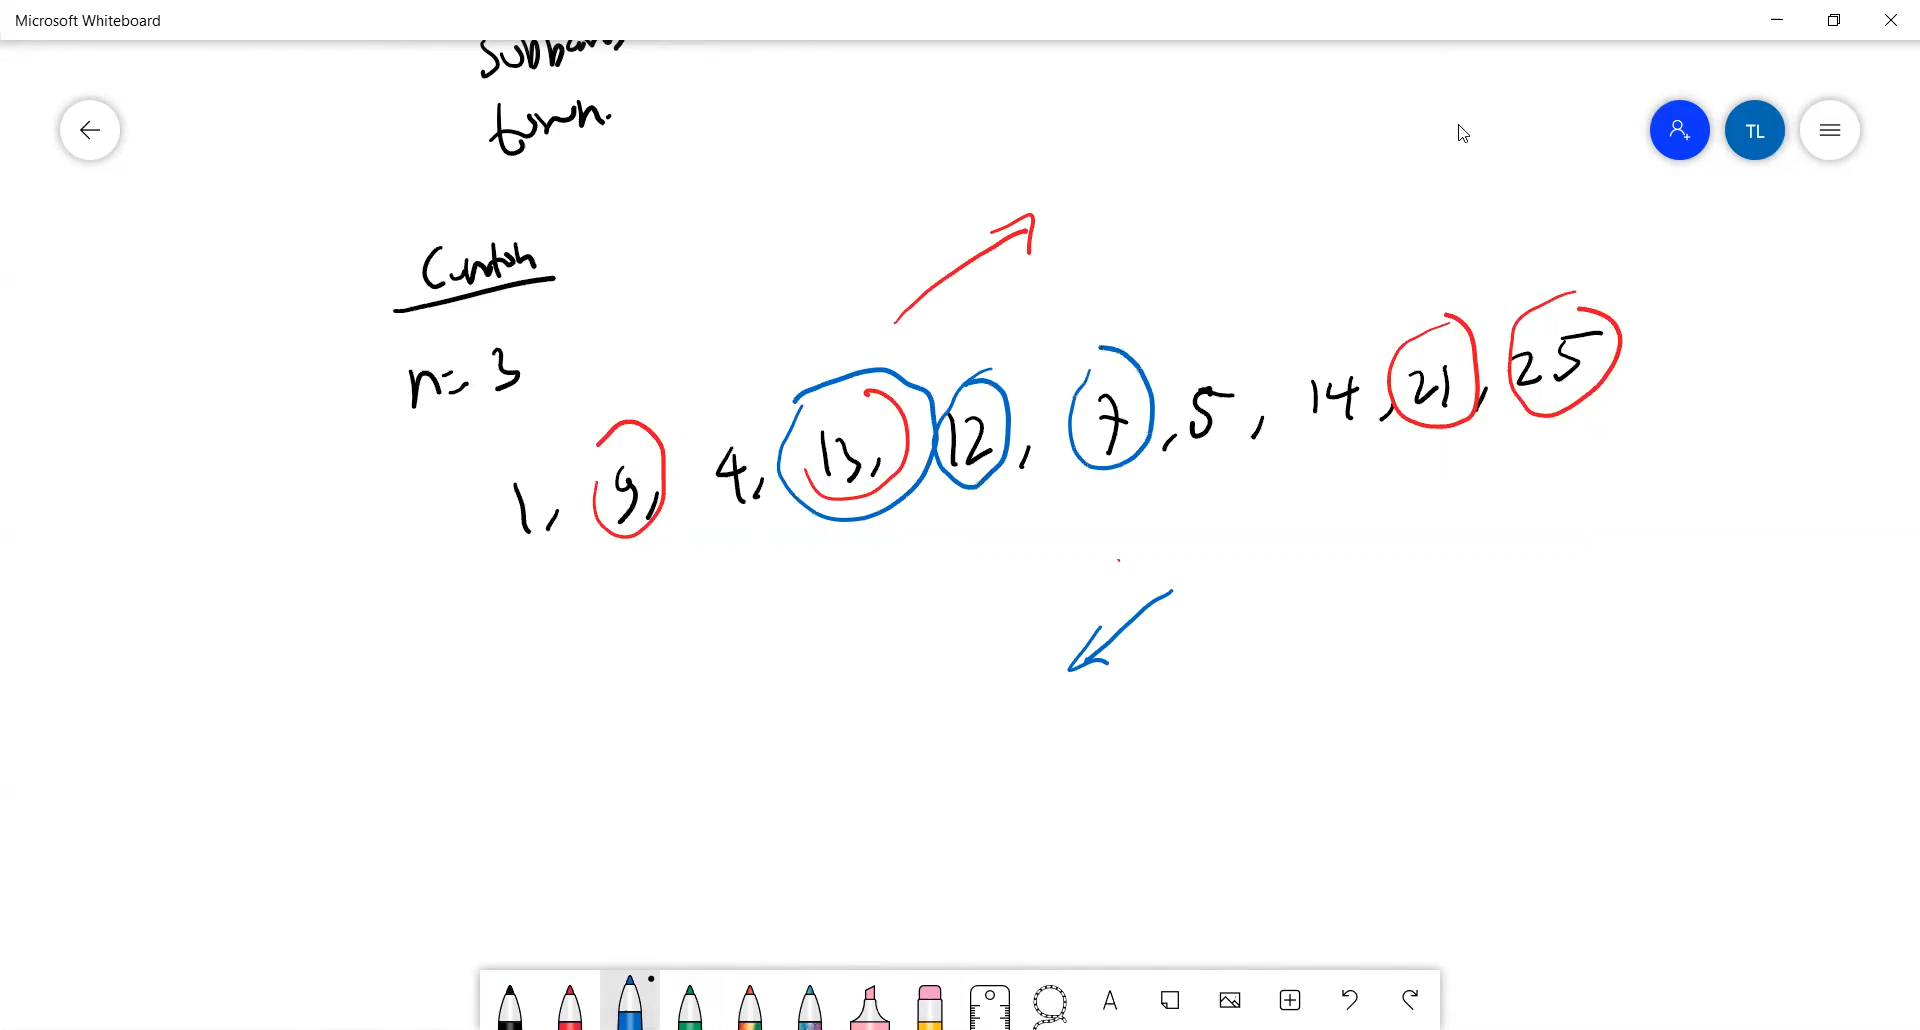 Microsoft Whiteboard
turun.
TL
Contoh
n = 3
1, 9, 4, 13, 12, 7, 5, 14, 21, 25
A